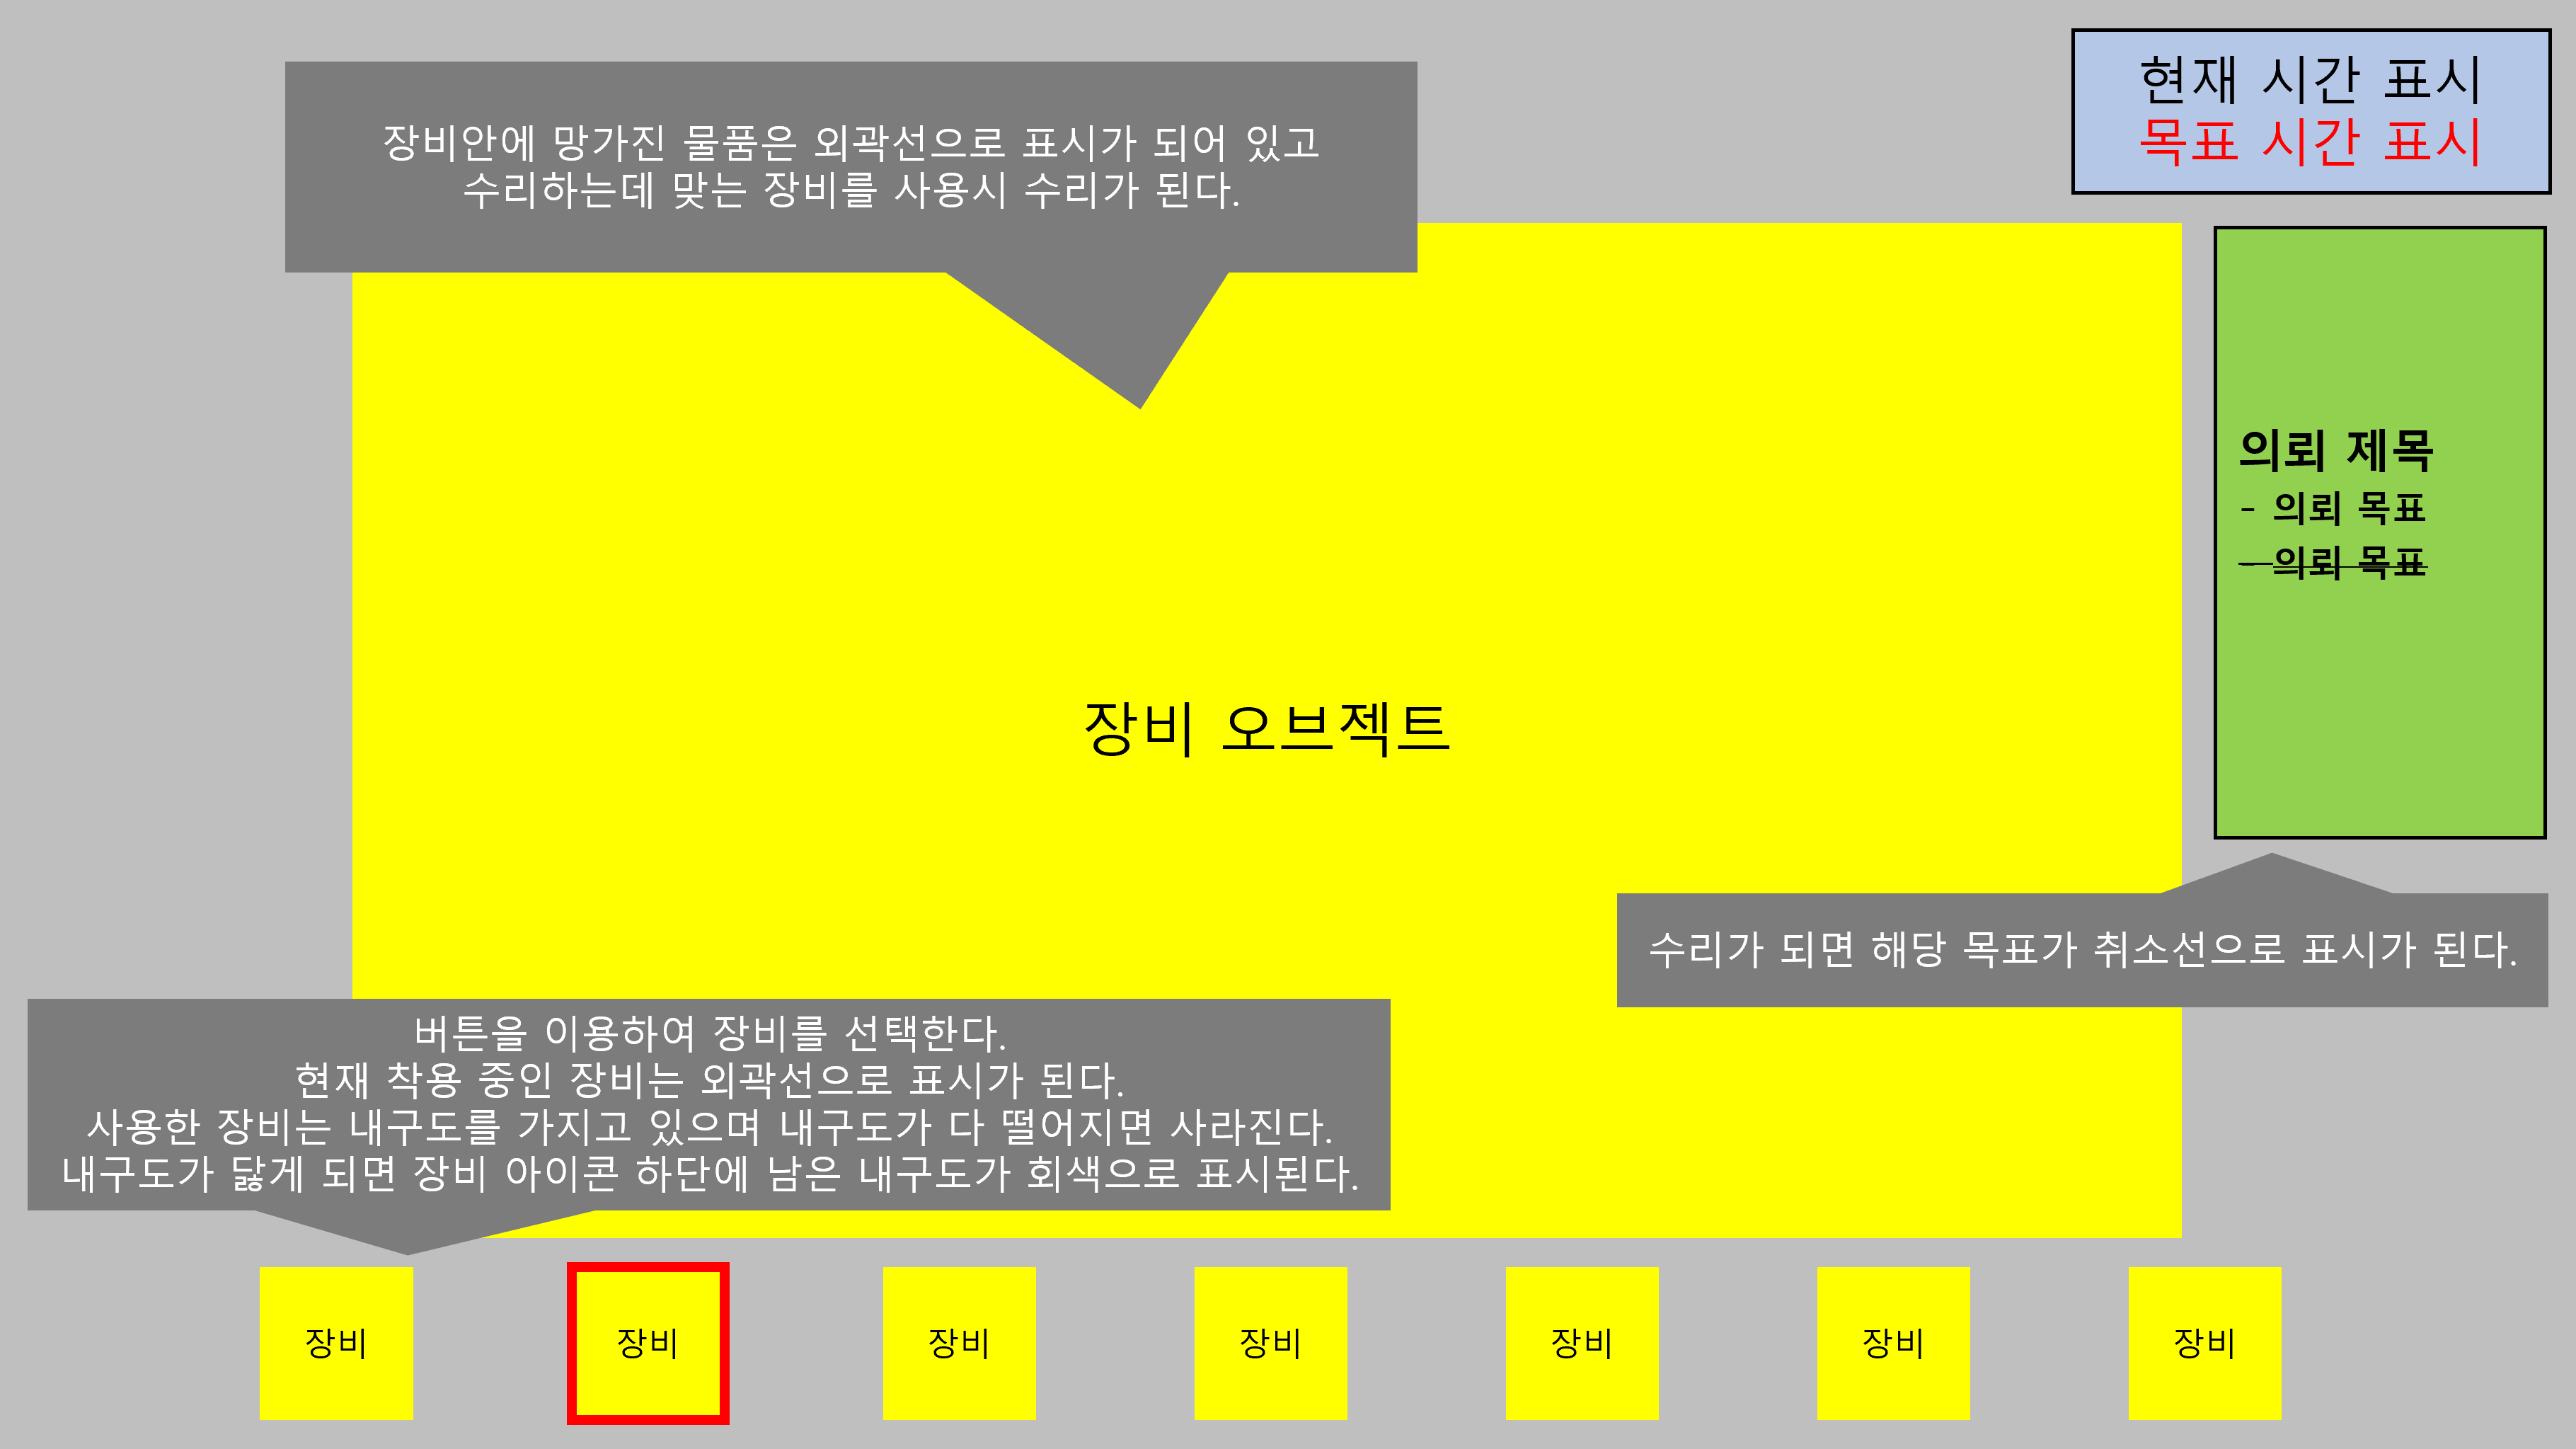 현재 시간 표시
목표 시간 표시
장비안에 망가진 물품은 외곽선으로 표시가 되어 있고
수리하는데 맞는 장비를 사용시 수리가 된다.
의뢰 제목
- 의뢰 목표
- 의뢰 목표
장비 오브젝트
수리가 되면 해당 목표가 취소선으로 표시가 된다.
버튼을 이용하여 장비를 선택한다.
현재 착용 중인 장비는 외곽선으로 표시가 된다.
사용한 장비는 내구도를 가지고 있으며 내구도가 다 떨어지면 사라진다.
내구도가 닳게 되면 장비 아이콘 하단에 남은 내구도가 회색으로 표시된다.
장비 장비 장비 장비 장비 장비 장비